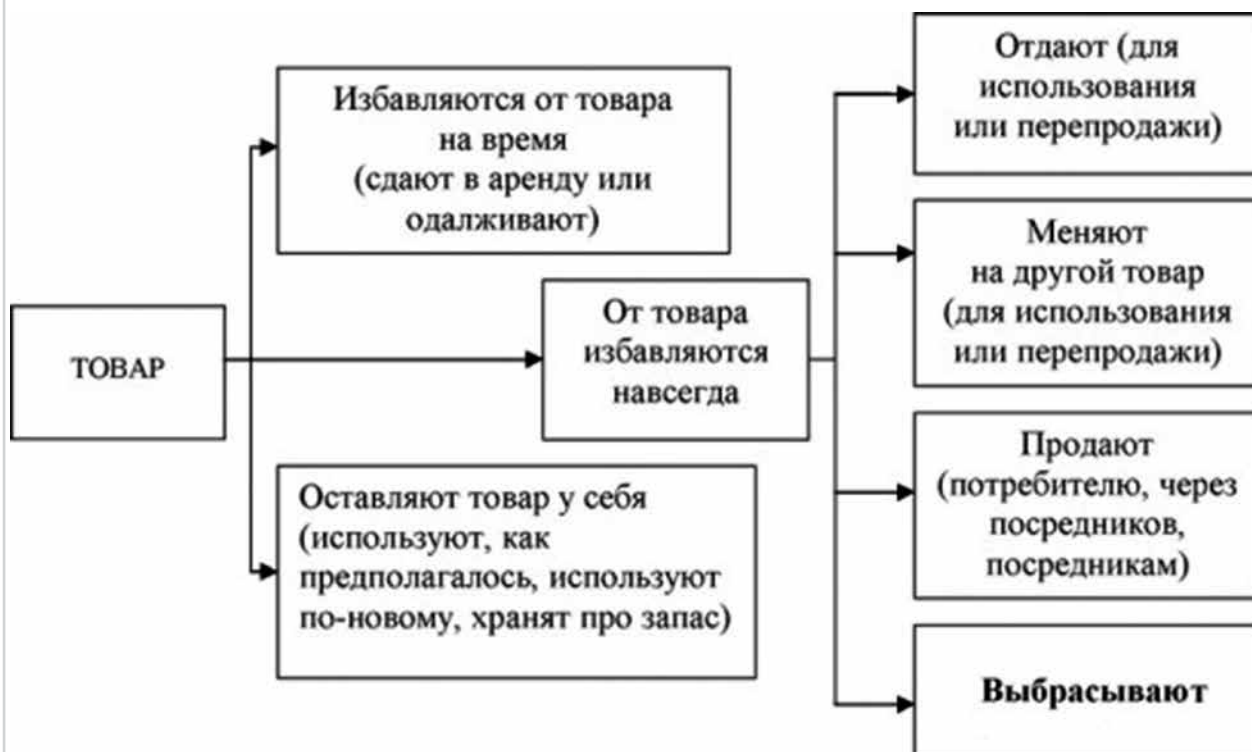 ТОВАР
Избавляются от товара
на время
(сдают в аренду или
одалживают)
От товара
избавляются
навсегда
Оставляют товар у себя
(используют, как
предполагалось, используют
по-новому, хранят про запас)
Отдают (для
использования
или перепродажи)
Меняют
на другой товар
(для использования
или перепродажи)
Продают
(потребителю, через
посредников,
посредникам)
Выбрасывают